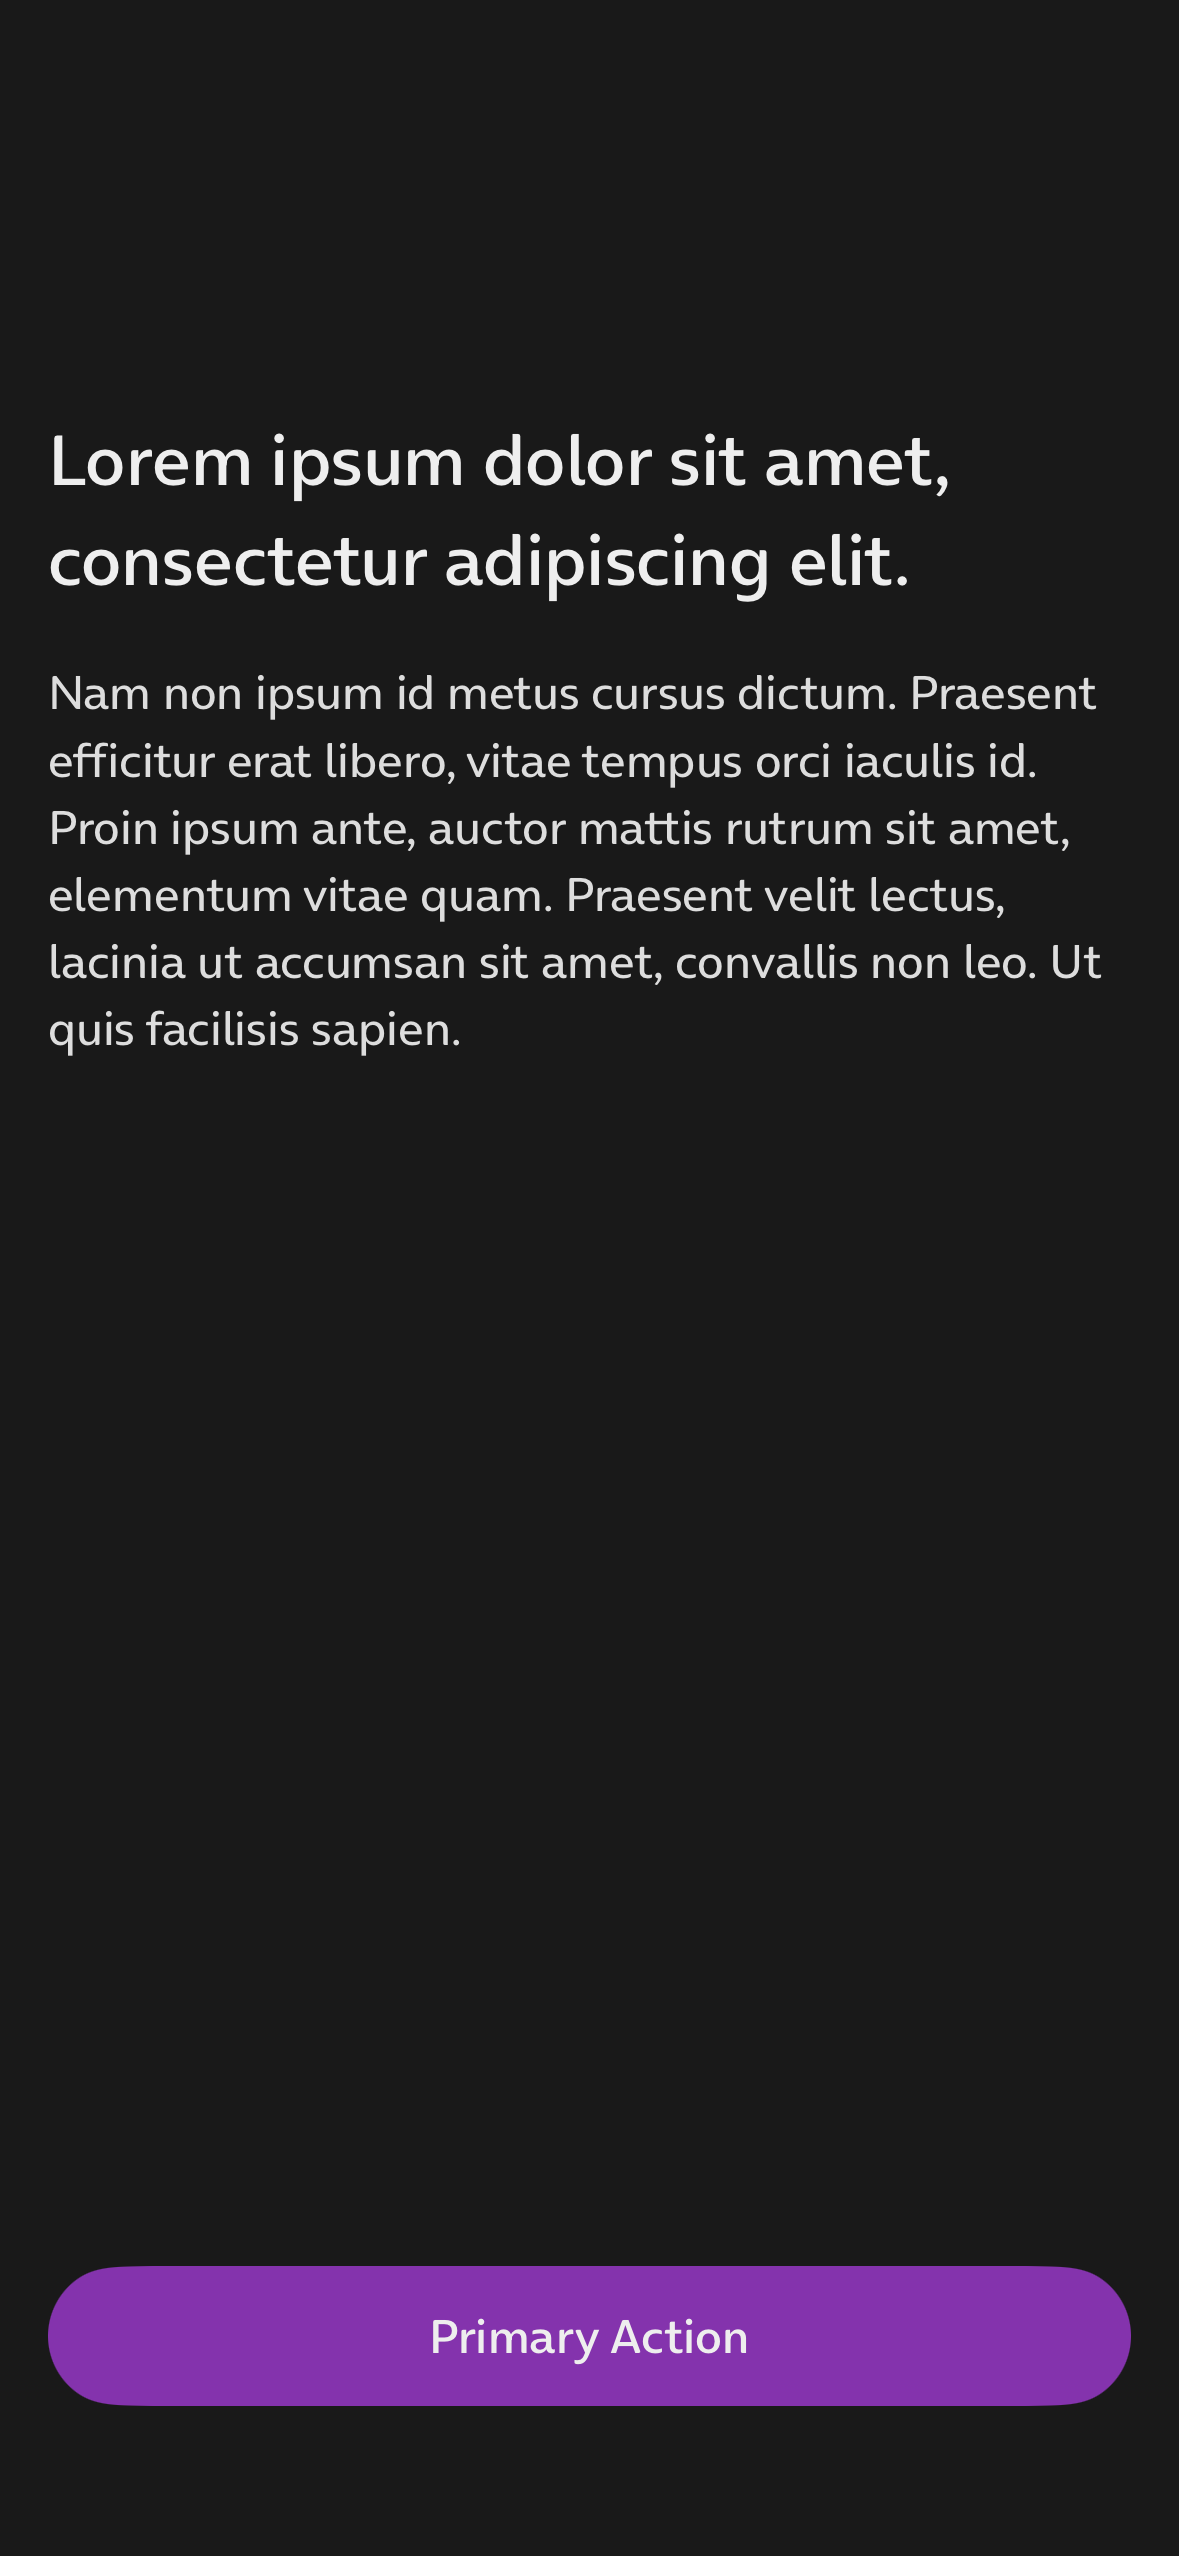 Lorem ipsum dolor sit amet,
consectetur adipiscing elit.
Nam non ipsum id metus cursus dictum. Praesent
efficitur erat libero, vitae tempus orci iaculis id.
Proin ipsum ante, auctor mattis rutrum sit amet,
elementum vitae quam. Praesent velit lectus,
lacinia ut accumsan sit amet, convallis non leo. Ut
quis facilisis sapien.
Primary Action